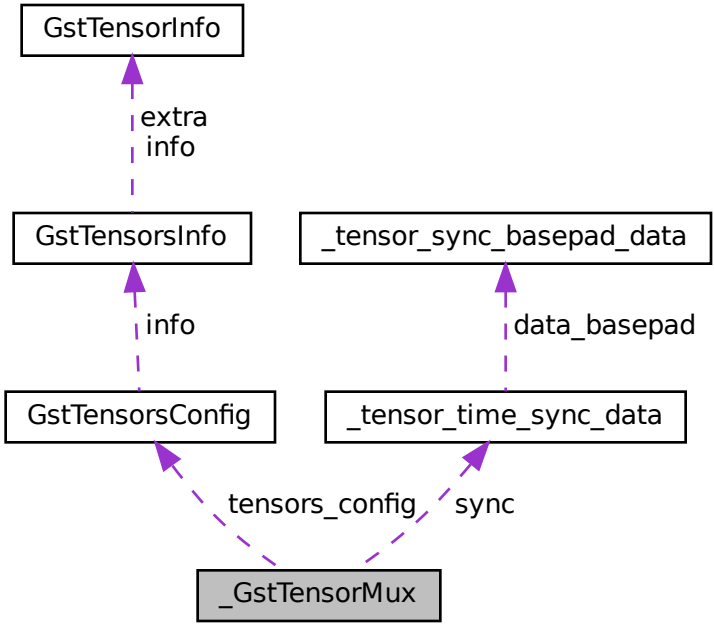 GstTensorInfo
extra
info
GstTensorsInfo
_tensor_sync_basepad_data
info
data_basepad
GstTensorsConfig
_tensor_time_sync_data
tensors_config
sync
_GstTensorMux